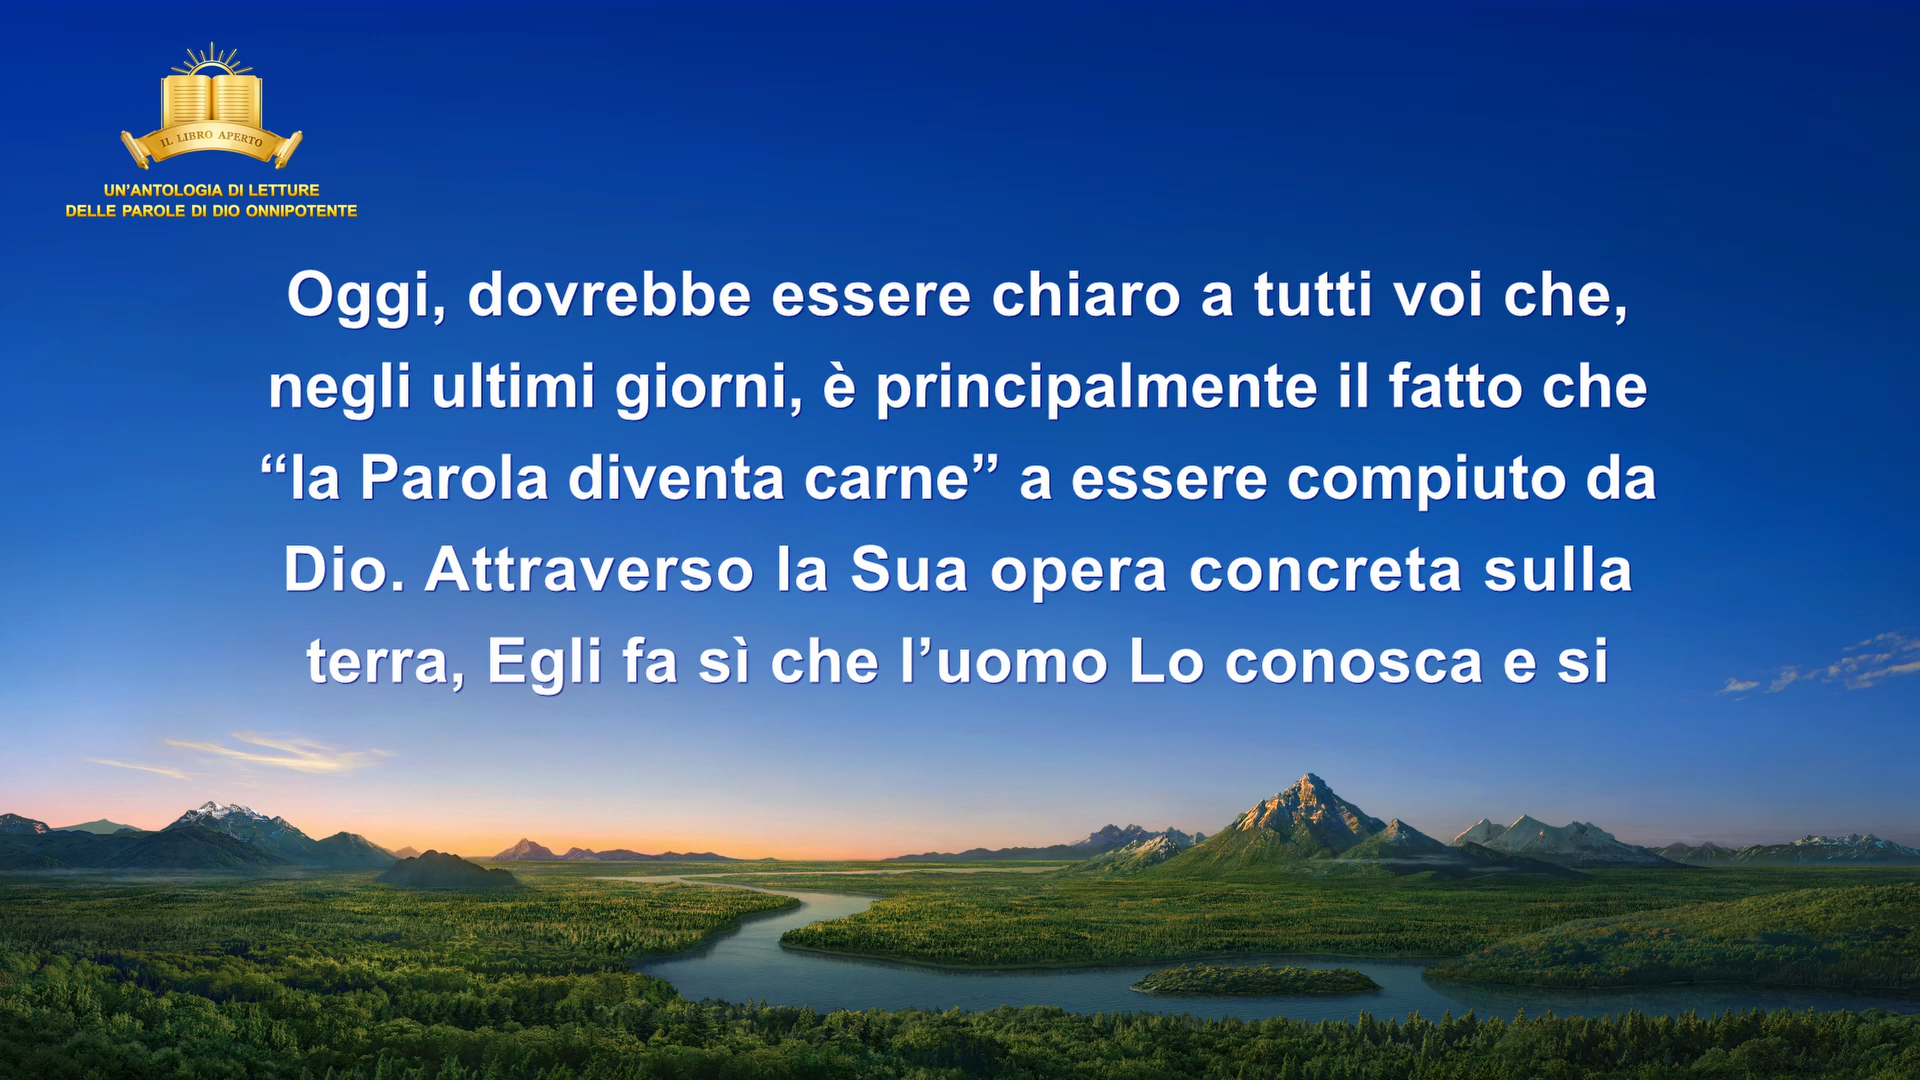 IL LIBRO APERTO
UN’ANTOLOGIA DI LETTURE
DELLE PAROLE DI DIO ONNIPOTENTE
Oggi, dovrebbe essere chiaro a tutti voi che,
negli ultimi giorni, è principalmente il fatto che
“la Parola diventa carne” a essere compiuto da
Dio. Attraverso la Sua opera concreta sulla
terra, Egli fa sì che l’uomo Lo conosca e si